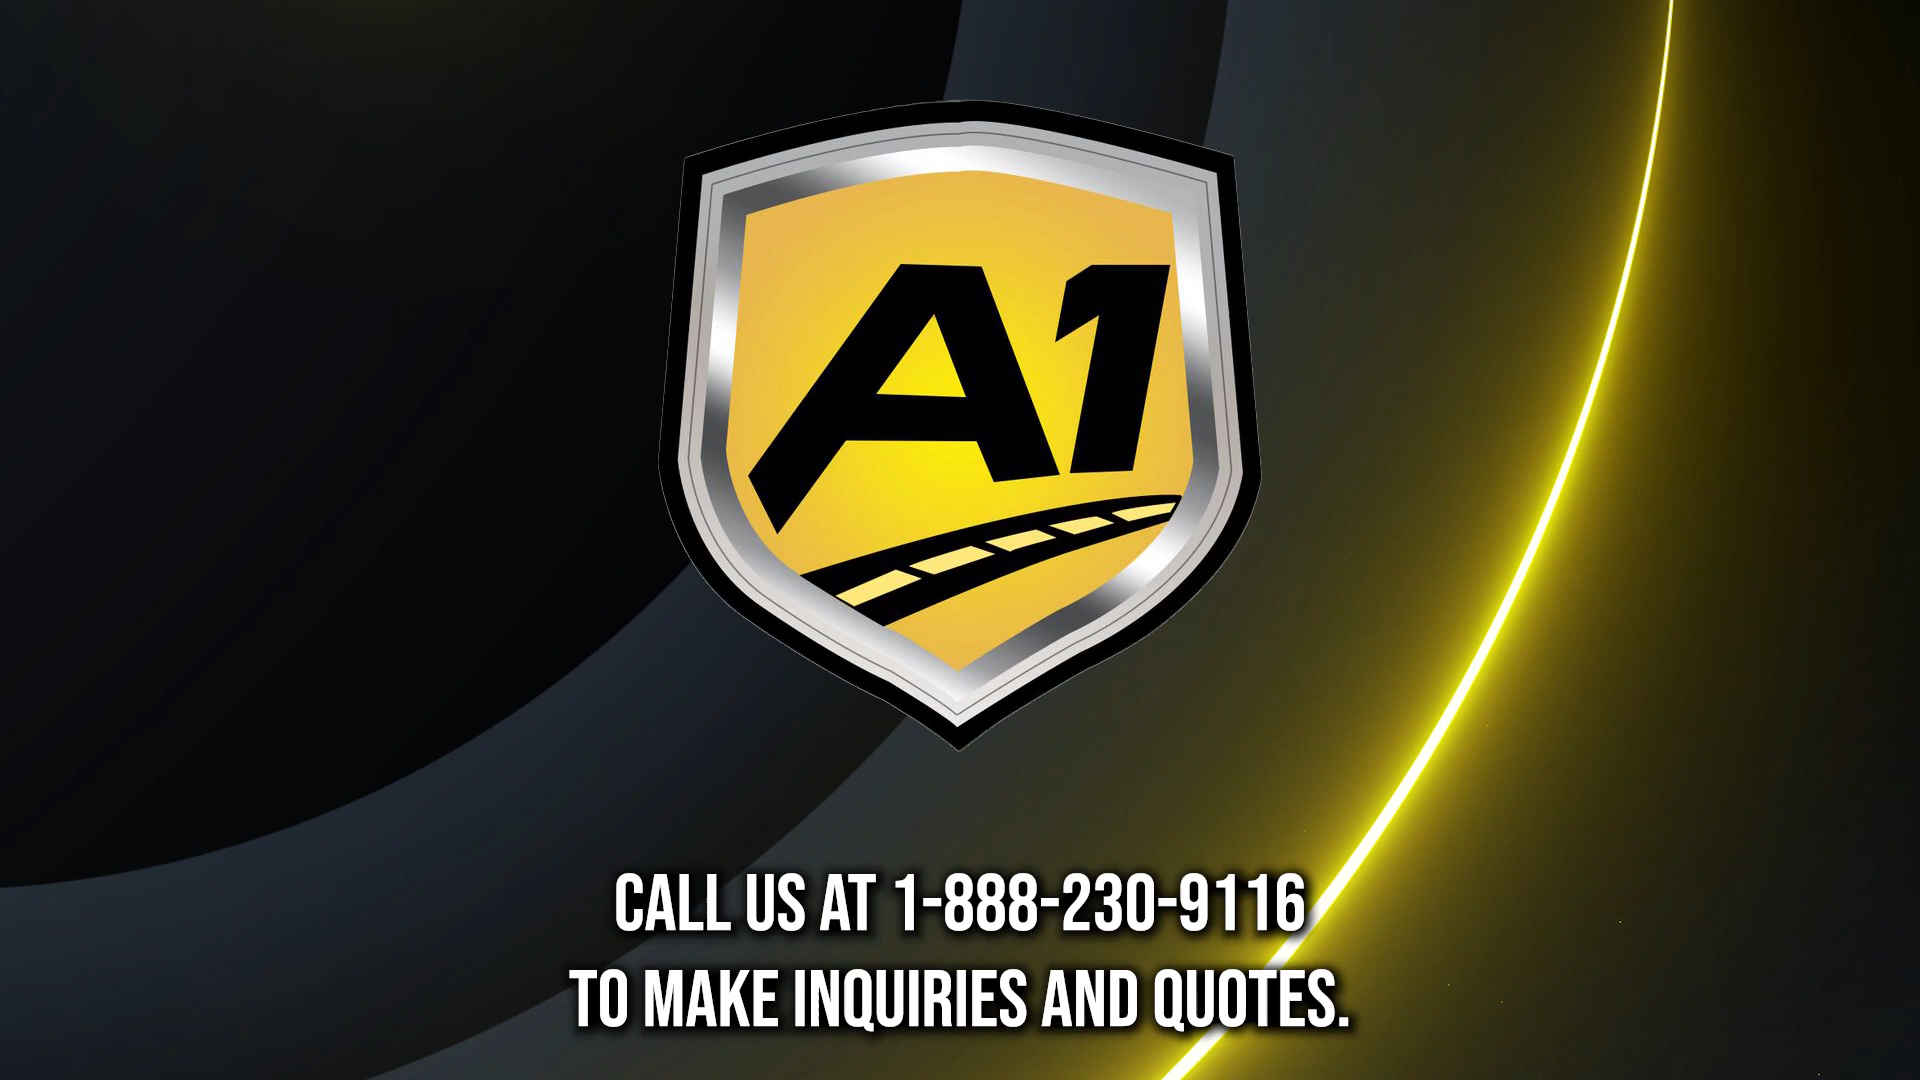 A1
CALL US AT 1-888-230-9116
TO MAKE INQUIRIES AND QUOTES.